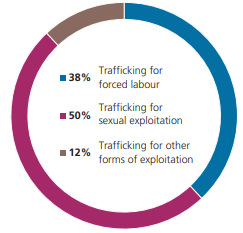 38% Trafficking for
forced labour
50% Trafficking for
sexual exploitation
12% Trafficking for other
forms of exploitation